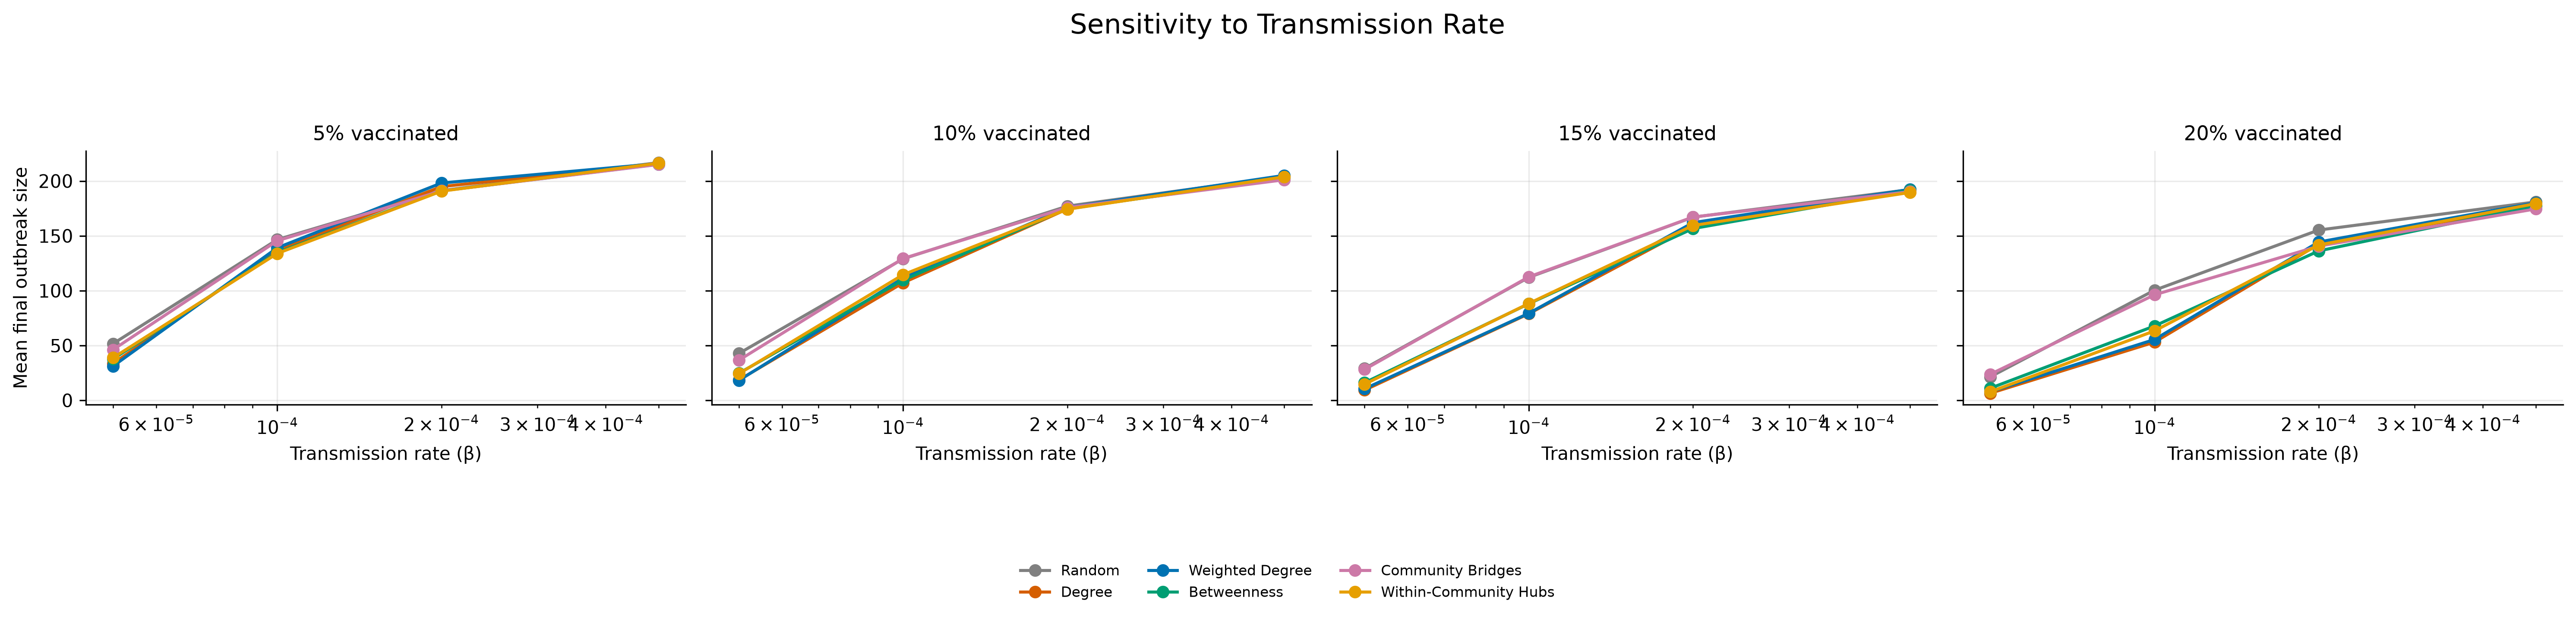 Sensitivity to Transmission Rate
5% vaccinated
10% vaccinated
15% vaccinated
20% vaccinated
Mean final outbreak size
200
150
100
50
0
6 × 10⁻⁵
10⁻⁴
2 × 10⁻⁴
3 × 10⁻⁴
4 × 10⁻⁴
6 × 10⁻⁵
10⁻⁴
2 × 10⁻⁴
3 × 10⁻⁴
4 × 10⁻⁴
6 × 10⁻⁵
10⁻⁴
2 × 10⁻⁴
3 × 10⁻⁴
4 × 10⁻⁴
6 × 10⁻⁵
10⁻⁴
2 × 10⁻⁴
3 × 10⁻⁴
4 × 10⁻⁴
Transmission rate (β)
Transmission rate (β)
Transmission rate (β)
Transmission rate (β)
Random
Degree
Weighted Degree
Betweenness
Community Bridges
Within-Community Hubs